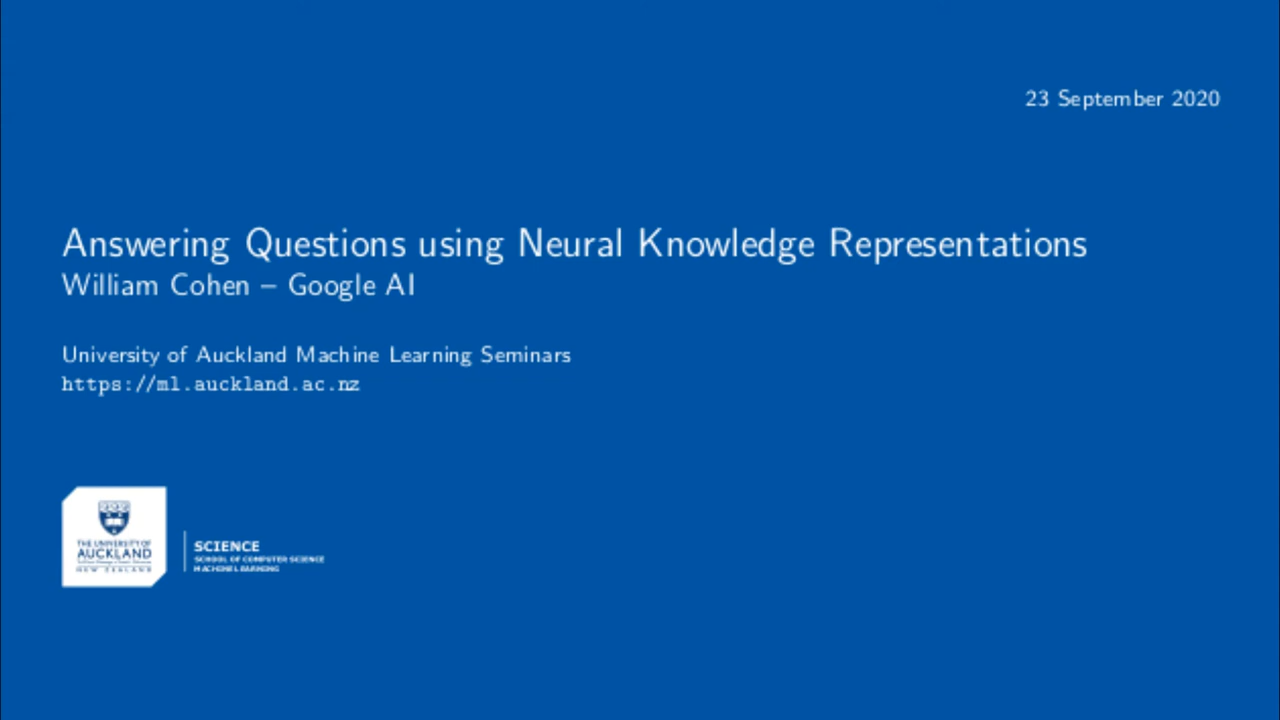 23 September 2020
Answering Questions using Neural Knowledge Representations
William Cohen – Google AI
University of Auckland Machine Learning Seminars
https://ml.auckland.ac.nz
THE UNIVERSITY OF
AUCKLAND
NEW ZEALAND
SCIENCE
SCHOOL OF COMPUTER SCIENCE
MACHINE LEARNING